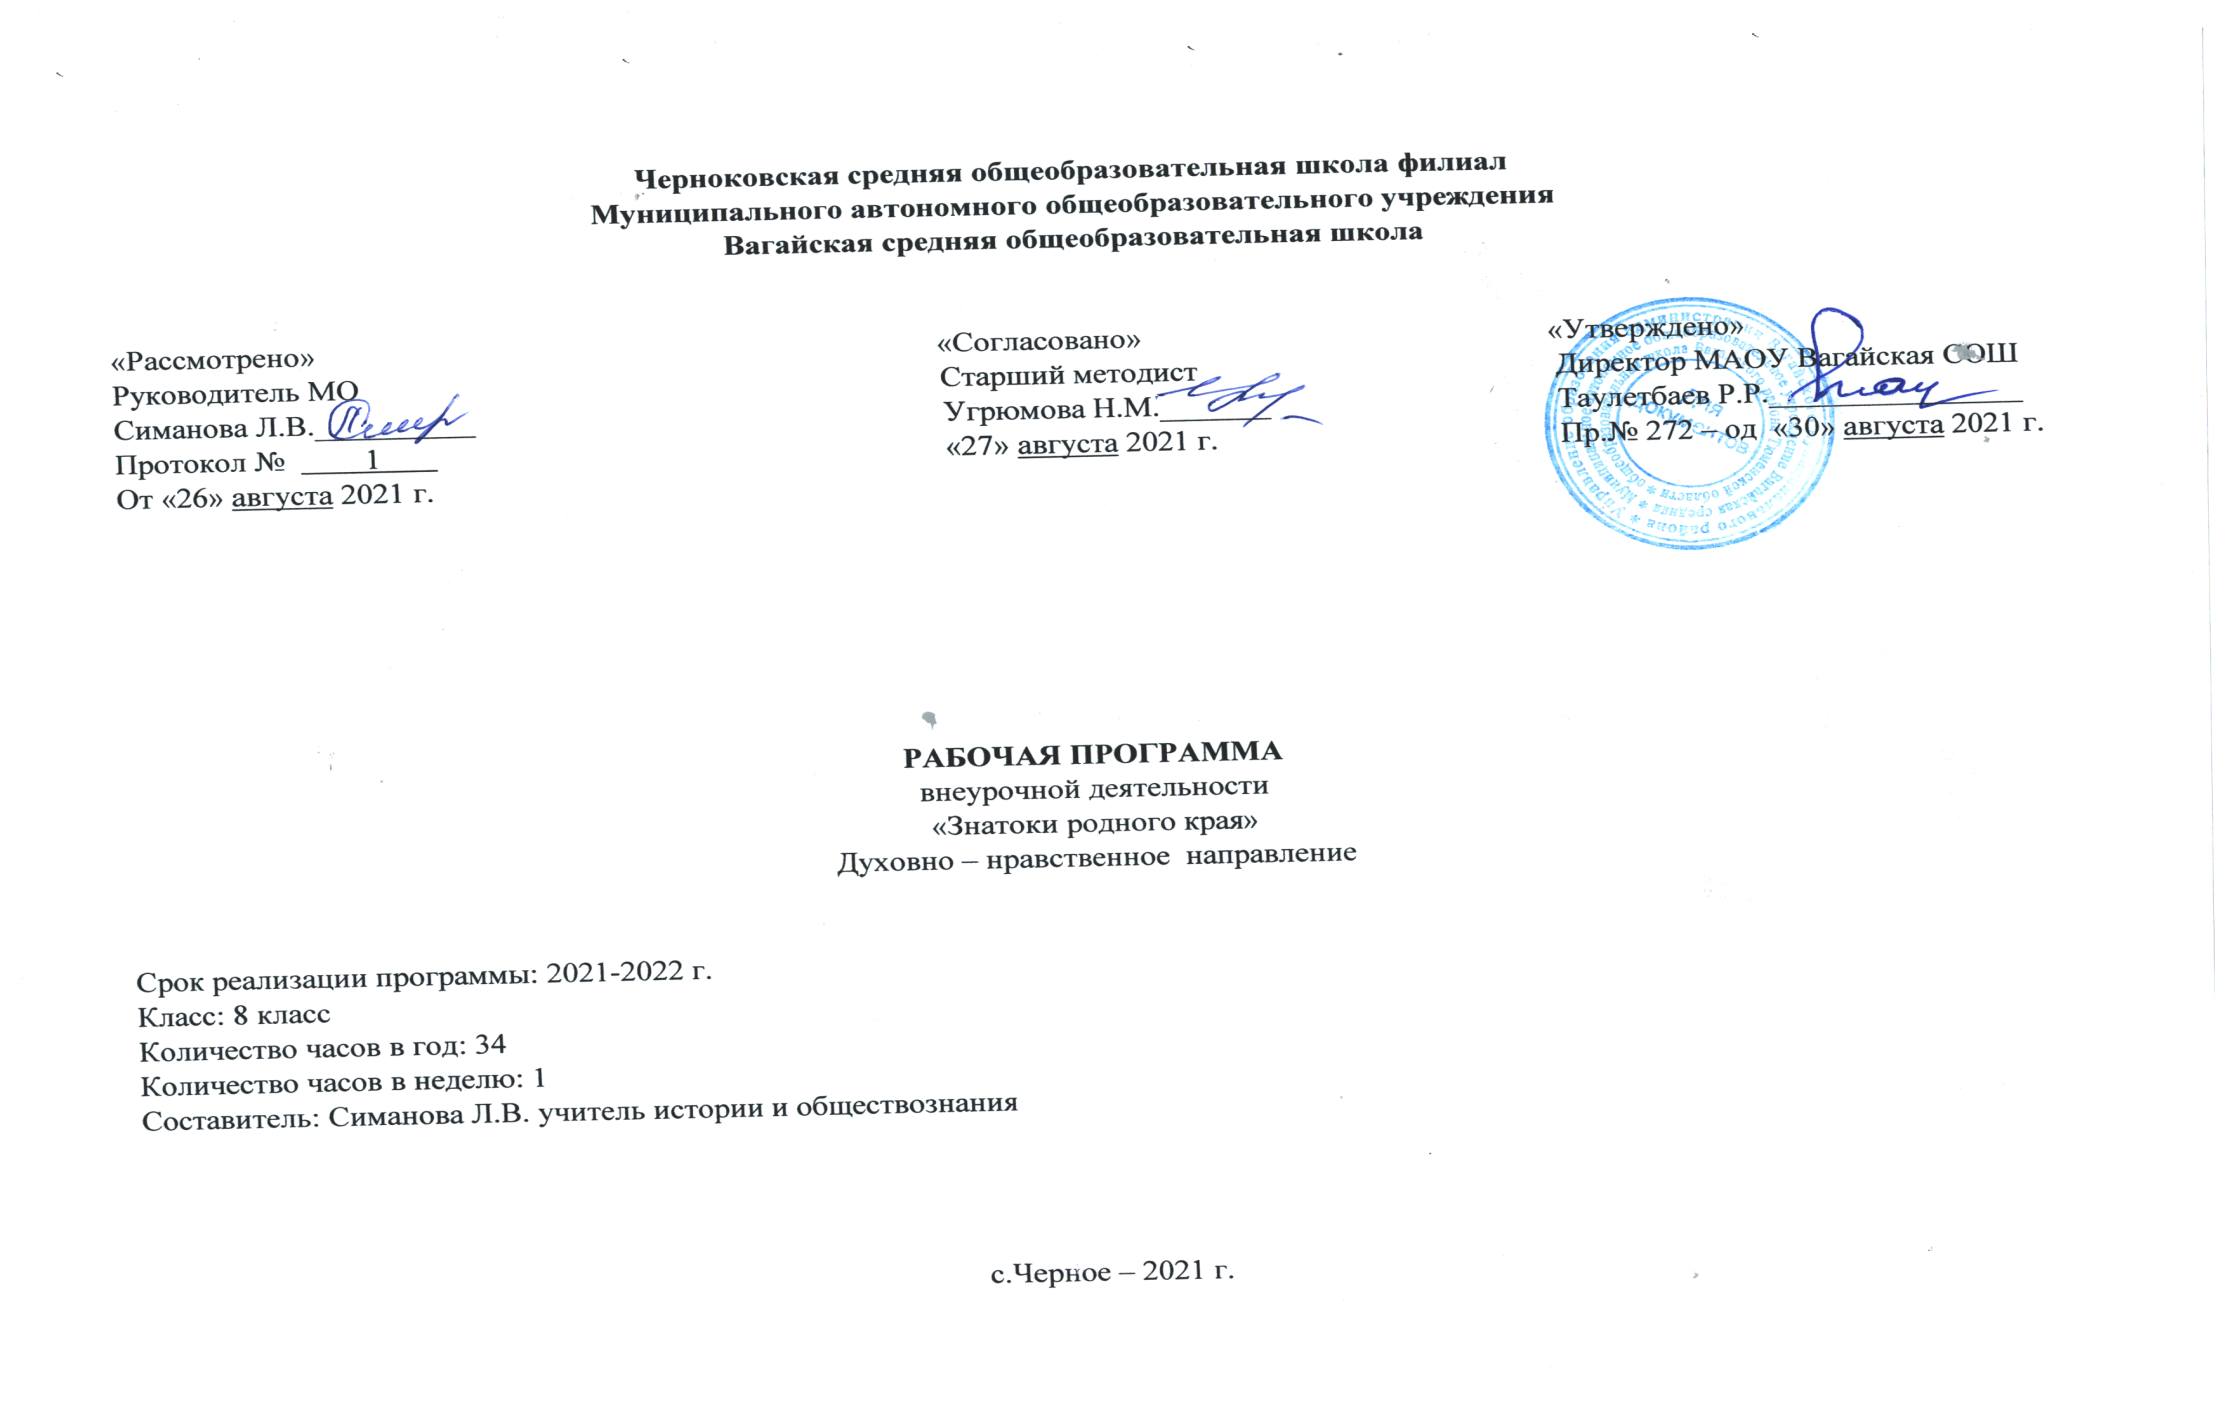 Черноковская средняя общеобразовательная школа филиал
Муниципального автономного общеобразовательного учреждения
Вагайская средняя общеобразовательная школа
«Рассмотрено»
Руководитель МО
Симанова Л.В.
Протокол № 1
От «26» августа 2021 г.
«Согласовано»
Старший методист
Угрюмова Н.М.
«27» августа 2021 г.
«Утверждено»
Директор МАОУ Вагайская СОШ
Таулетбаев Р.Р.
Пр.№ 272 – од «30» августа 2021 г.
для
документов
РАБОЧАЯ ПРОГРАММА
внеурочной деятельности
«Знатоки родного края»
Духовно – нравственное направление
Срок реализации программы: 2021-2022 г.
Класс: 8 класс
Количество часов в год: 34
Количество часов в неделю: 1
Составитель: Симанова Л.В. учитель истории и обществознания
с.Черное – 2021 г.